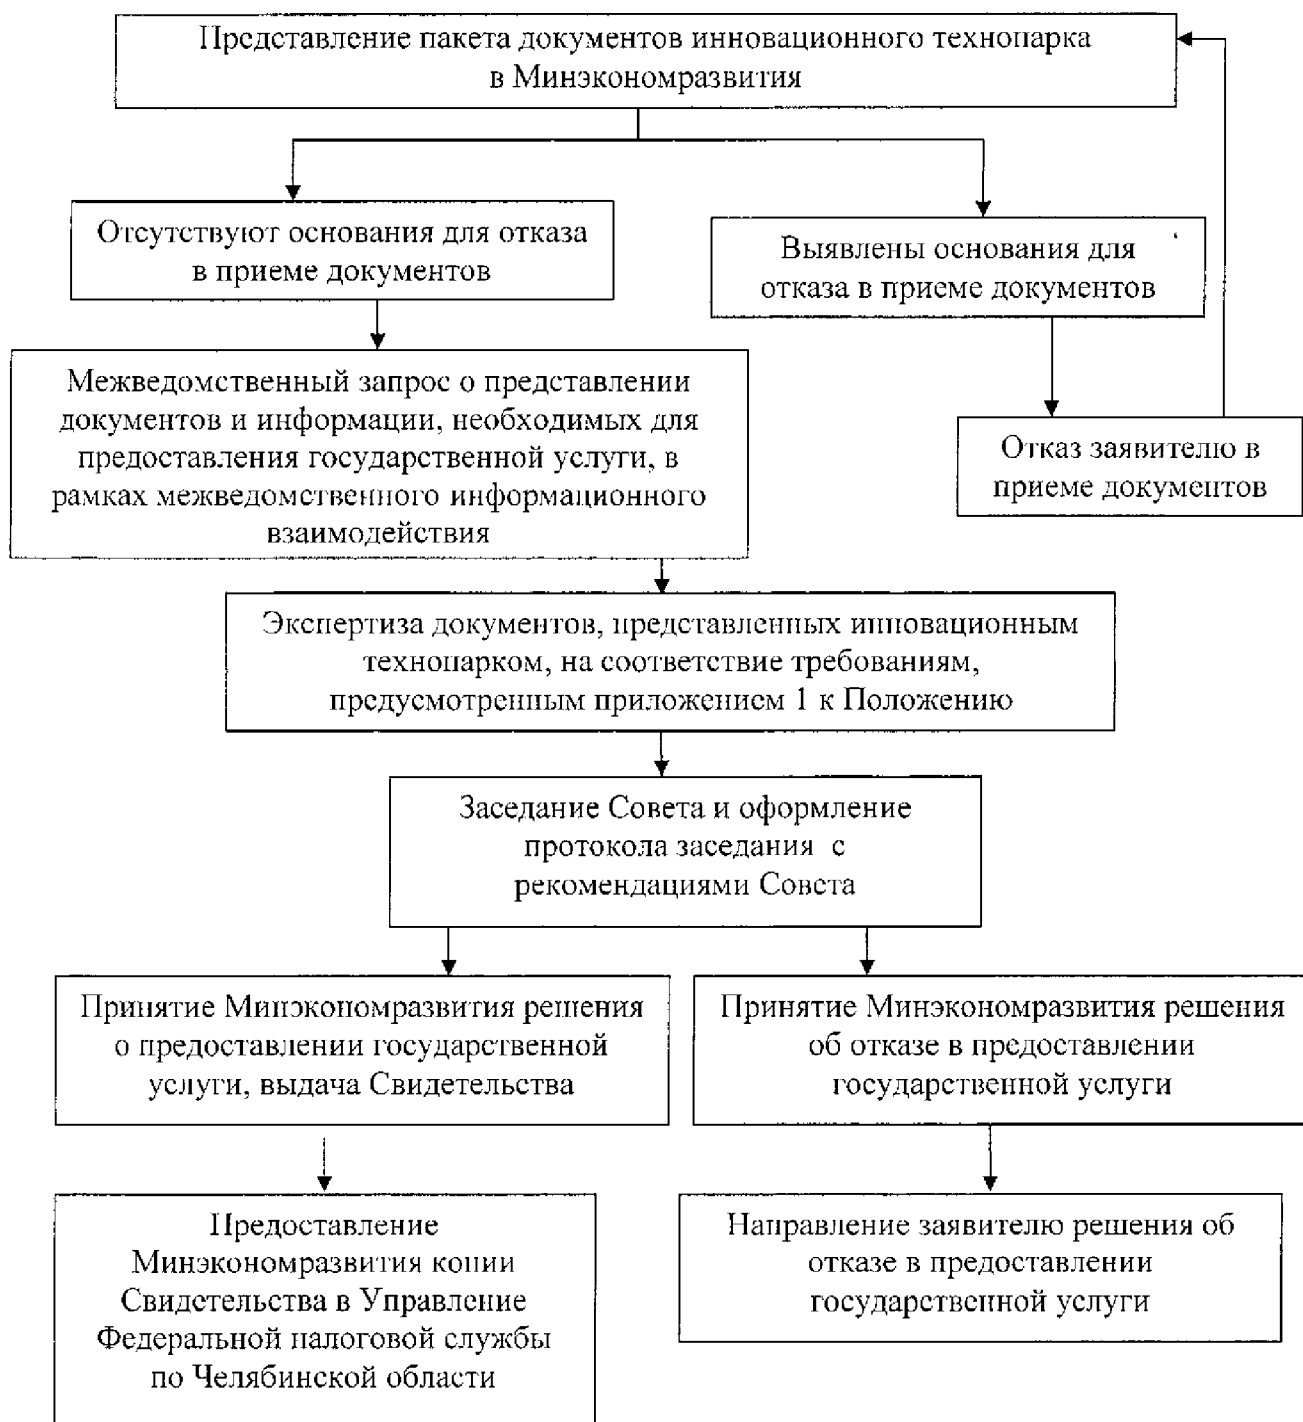 Представление пакета документов инновационного технопарка
в Минэкономразвития
Отсутствуют основания для отказа
в приеме документов
Выявлены основания для
отказа в приеме документов
Межведомственный запрос о представлении
документов и информации, необходимых для
предоставления государственной услуги, в
рамках межведомственного информационного
взаимодействия
Отказ заявителю в
приеме документов
Экспертиза документов, представленных инновационным
технопарком, на соответствие требованиям,
предусмотренным приложением 1 к Положению
Заседание Совета и оформление
протокола заседания с
рекомендациями Совета
Принятие Минэкономразвития решения
о предоставлении государственной
услуги, выдача Свидетельства
Принятие Минэкономразвития решения
об отказе в предоставлении
государственной услуги
Предоставление
Минэкономразвития копии
Свидетельства в Управление
Федеральной налоговой службы
по Челябинской области
Направление заявителю решения об
отказе в предоставлении
государственной услуги